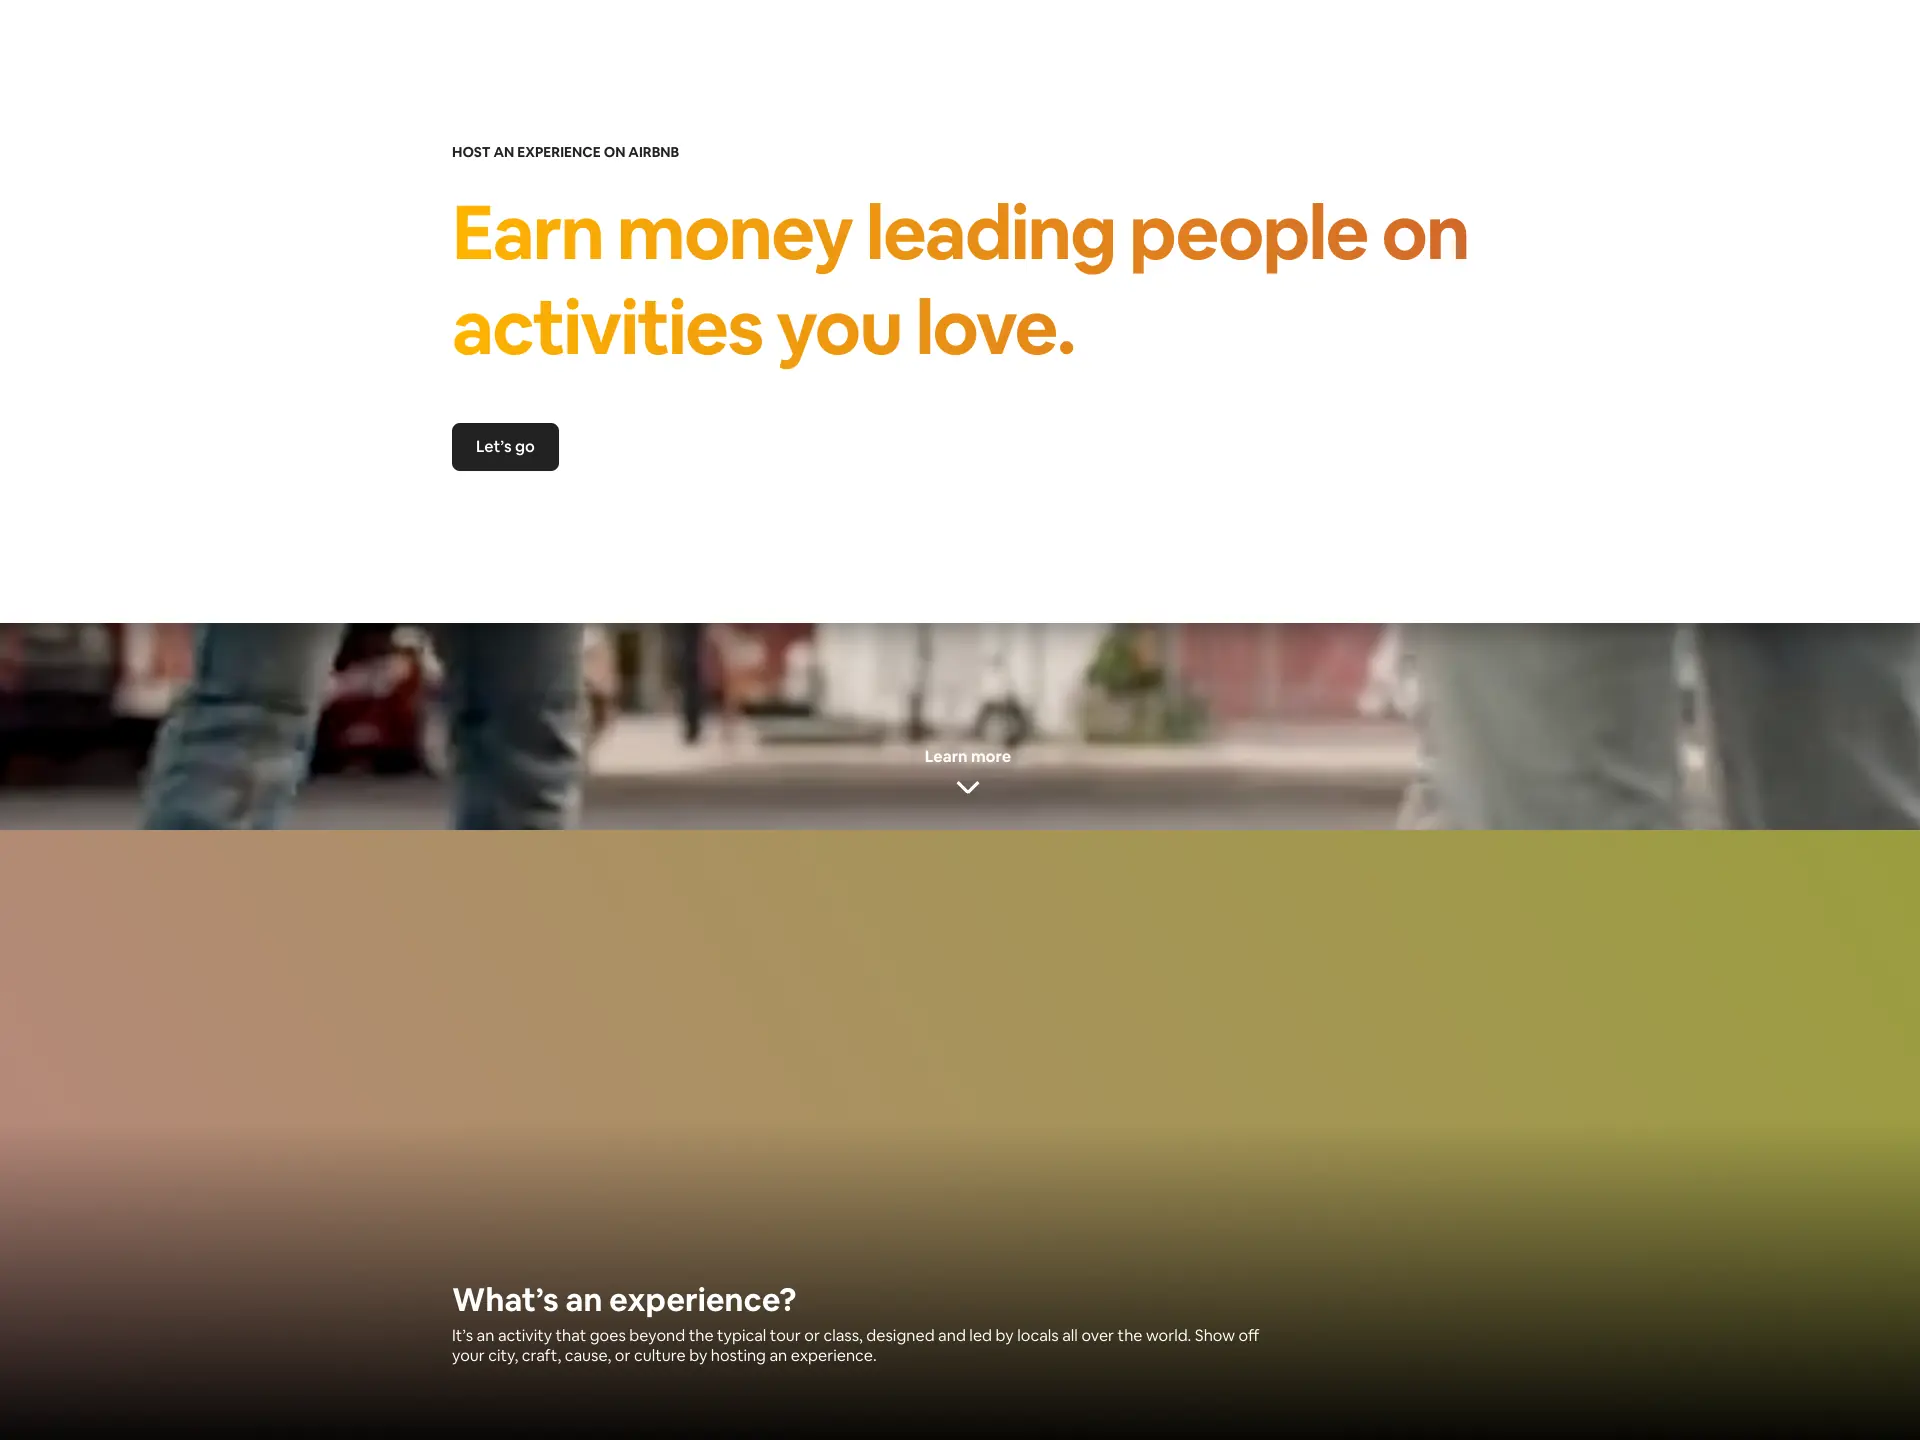 HOST AN EXPERIENCE ON AIRBNB
Earn money leading people on
activities you love.
Let’s go
Learn more
What’s an experience?
It’s an activity that goes beyond the typical tour or class, designed and led by locals all over the world. Show off
your city, craft, cause, or culture by hosting an experience.